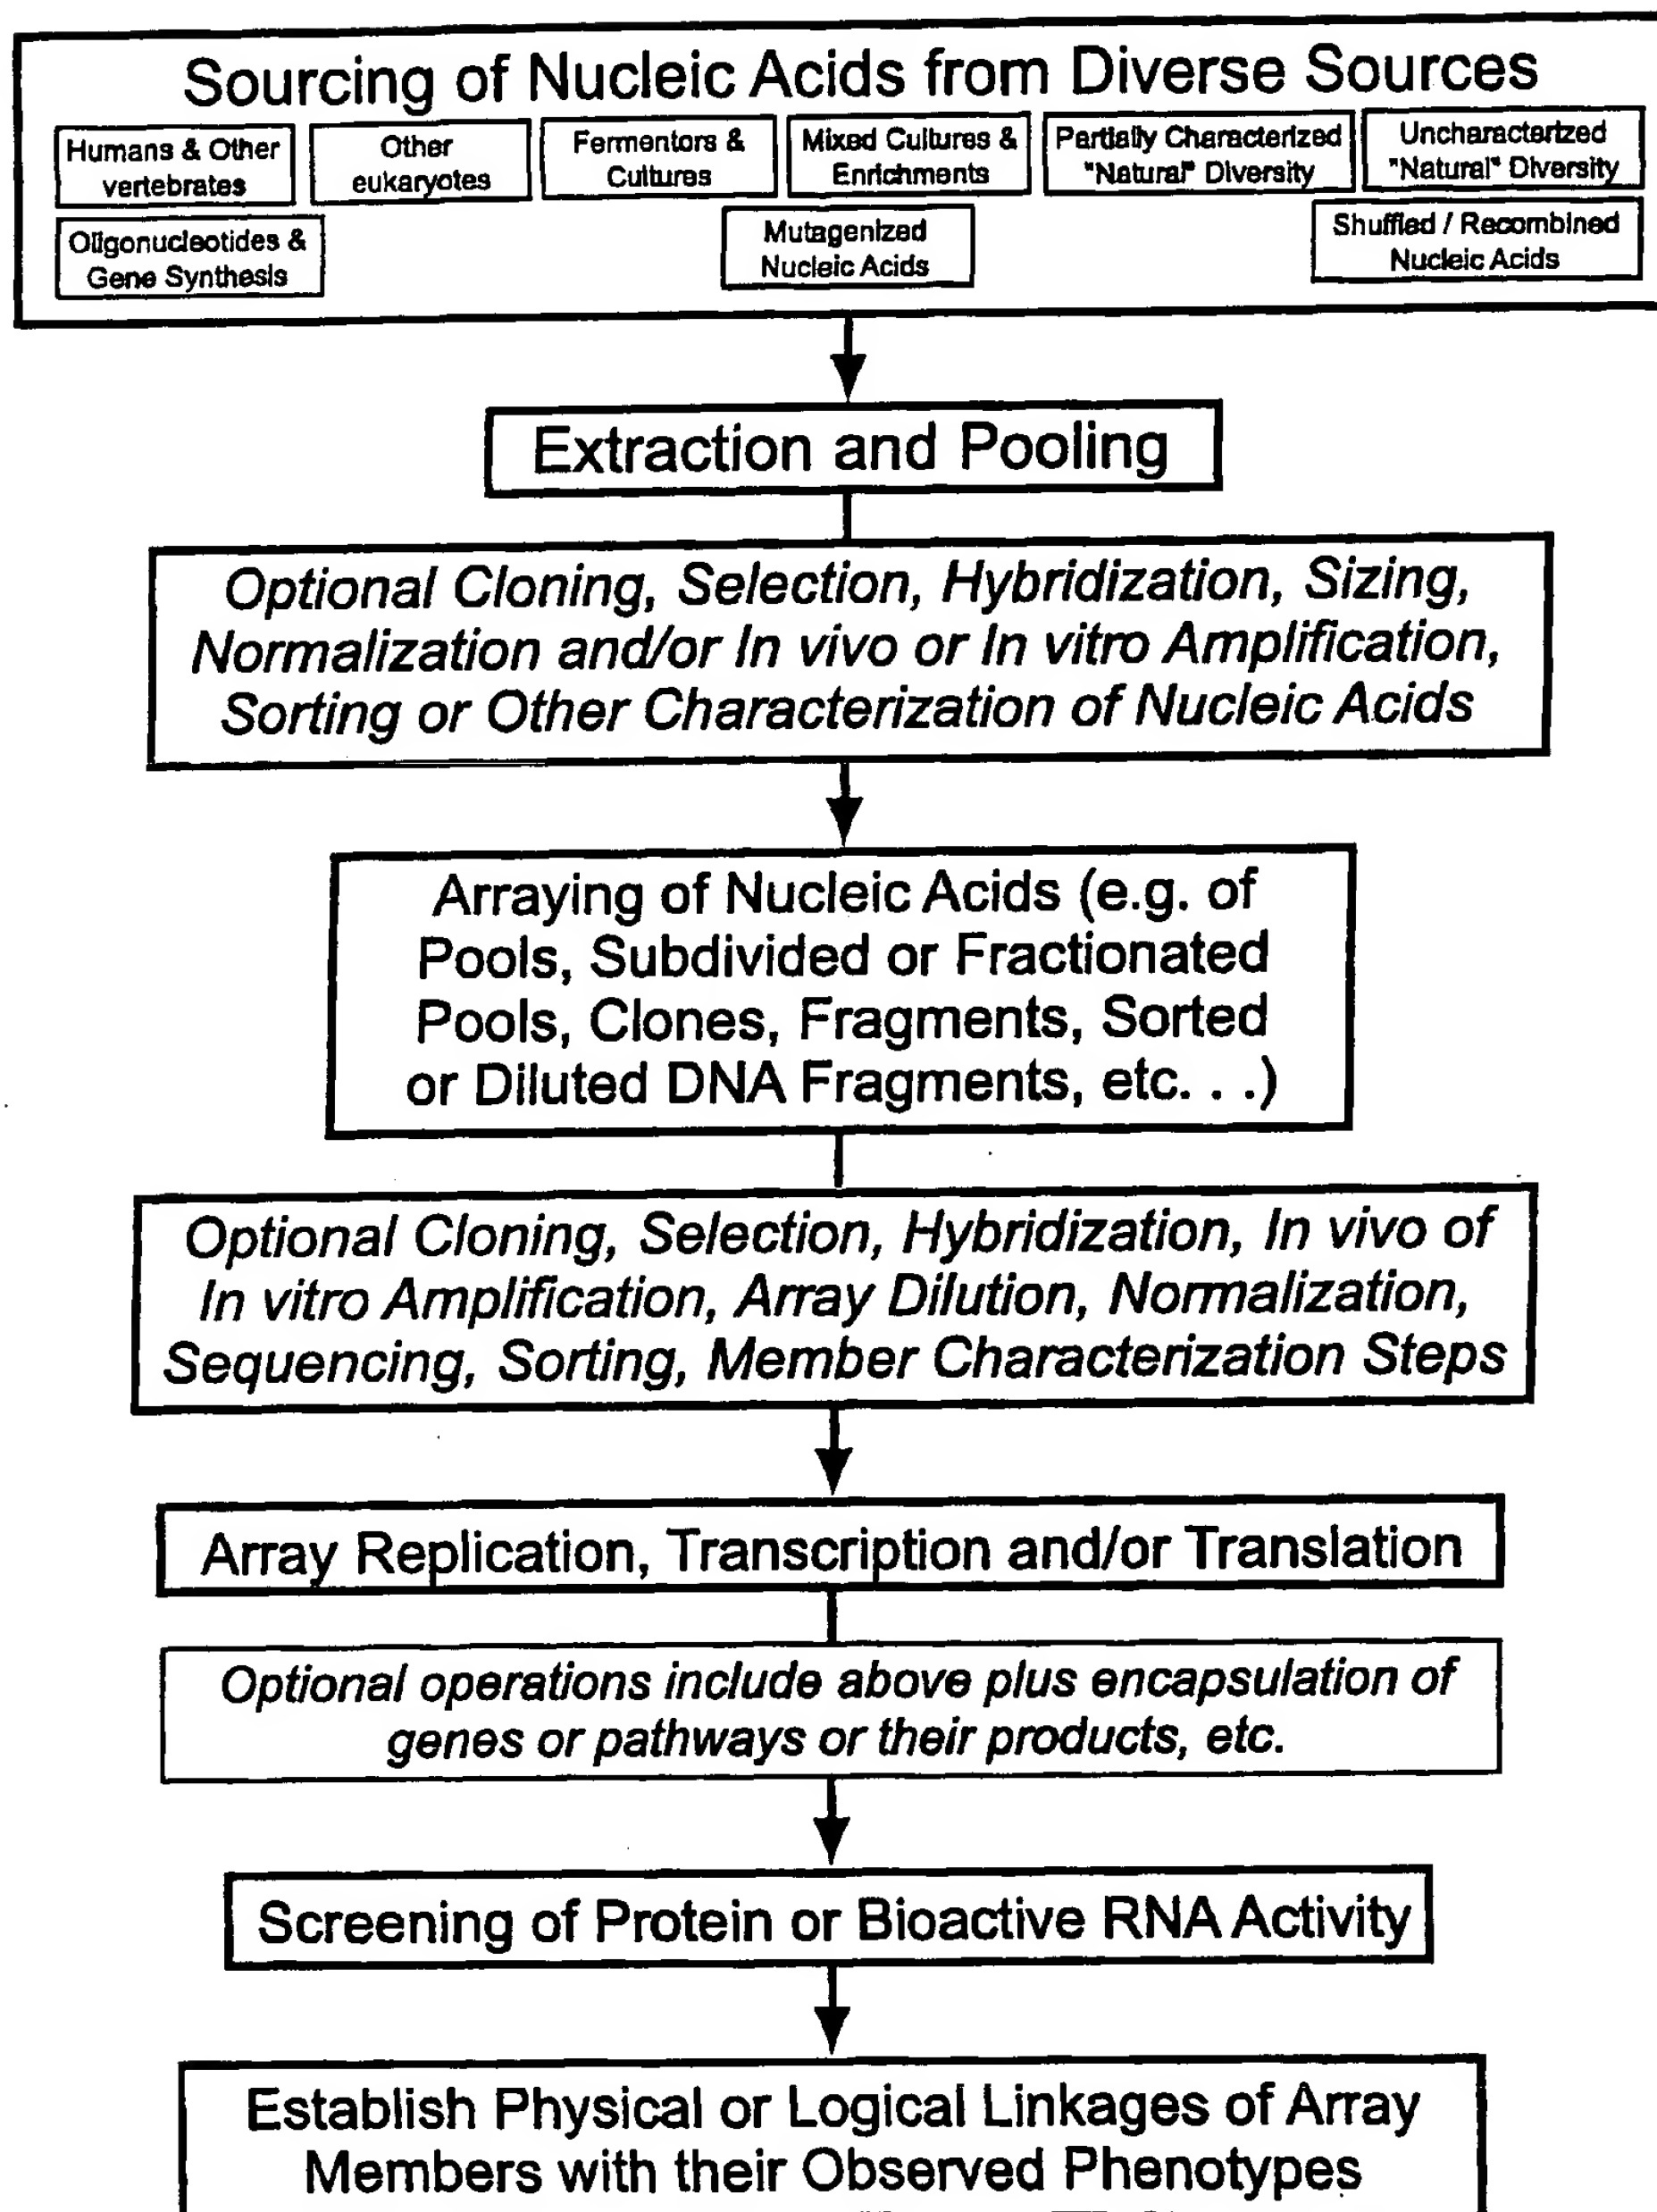 Sourcing of Nucleic Acids from Diverse Sources
Humans & Other
vertebrates
Other
eukaryotes
Fermentors &
Cultures
Mixed Cultures &
Enrichments
Partially Characterized
"Natural" Diversity
Uncharacterized
"Natural" Diversity
Oligonucleotides &
Gene Synthesis
Mutagenized
Nucleic Acids
Shuffled / Recombined
Nucleic Acids
Extraction and Pooling
Optional Cloning, Selection, Hybridization, Sizing,
Normalization and/or In vivo or In vitro Amplification,
Sorting or Other Characterization of Nucleic Acids
Arraying of Nucleic Acids (e.g. of
Pools, Subdivided or Fractionated
Pools, Clones, Fragments, Sorted
or Diluted DNA Fragments, etc. . .)
Optional Cloning, Selection, Hybridization, In vivo of
In vitro Amplification, Array Dilution, Normalization,
Sequencing, Sorting, Member Characterization Steps
Array Replication, Transcription and/or Translation
Optional operations include above plus encapsulation of
genes or pathways or their products, etc.
Screening of Protein or Bioactive RNA Activity
Establish Physical or Logical Linkages of Array
Members with their Observed Phenotypes